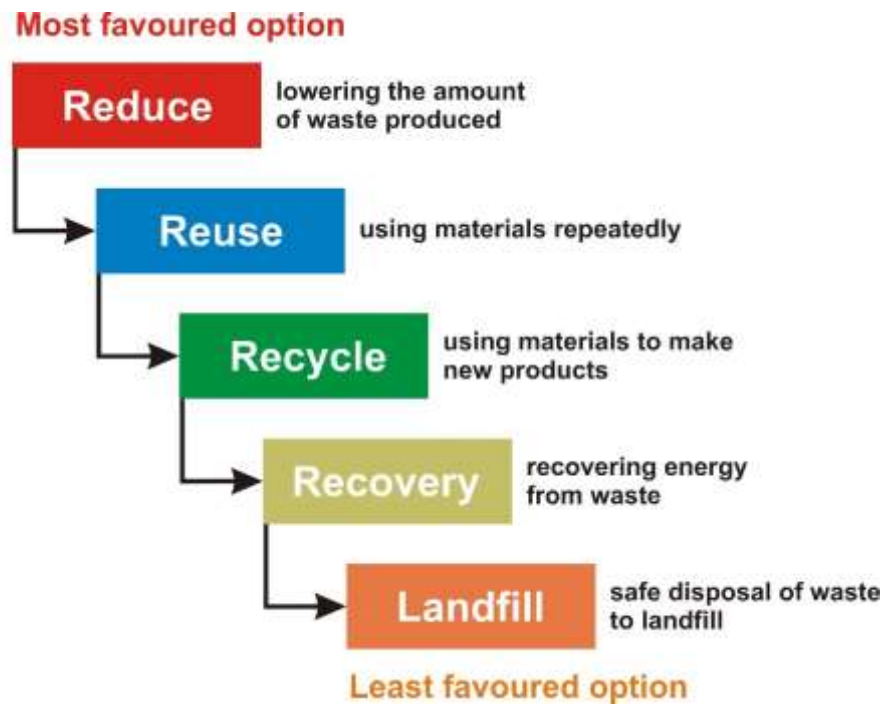 Most favoured option
Reduce
lowering the amount
of waste produced
Reuse
using materials repeatedly
Recycle
using materials to make
new products
Recovery
recovering energy
from waste
Landfill
safe disposal of waste
to landfill
Least favoured option